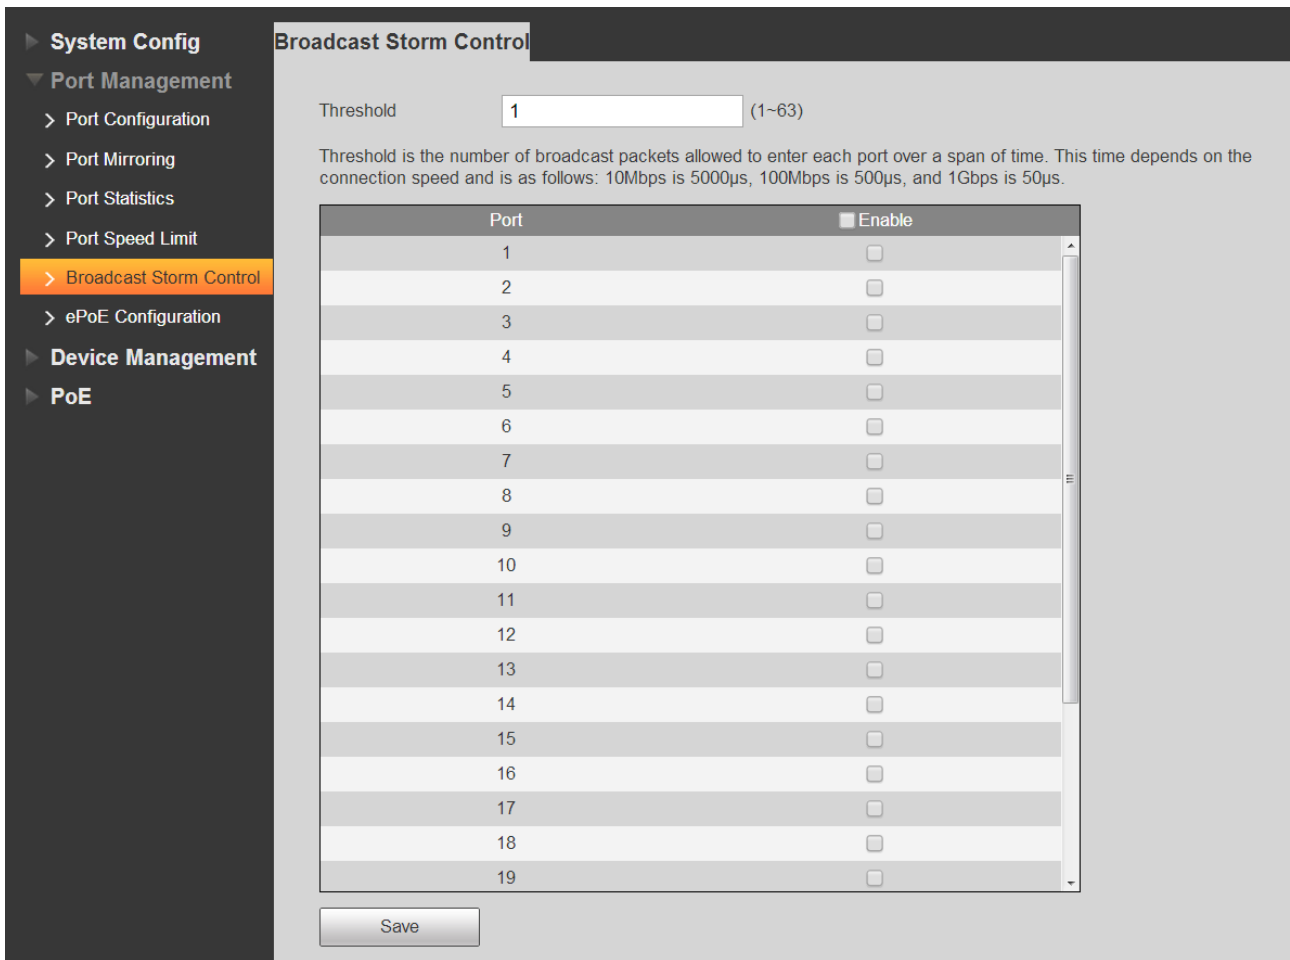 System Config
Port Management
Port Configuration
Port Mirroring
Port Statistics
Port Speed Limit
Broadcast Storm Control
ePoE Configuration
Device Management
PoE
Broadcast Storm Control
Threshold 1 (1~63)
Threshold is the number of broadcast packets allowed to enter each port over a span of time. This time depends on the
connection speed and is as follows: 10Mbps is 5000μs, 100Mbps is 500μs, and 1Gbps is 50μs.
Port Enable
1
2
3
4
5
6
7
8
9
10
11
12
13
14
15
16
17
18
19
Save